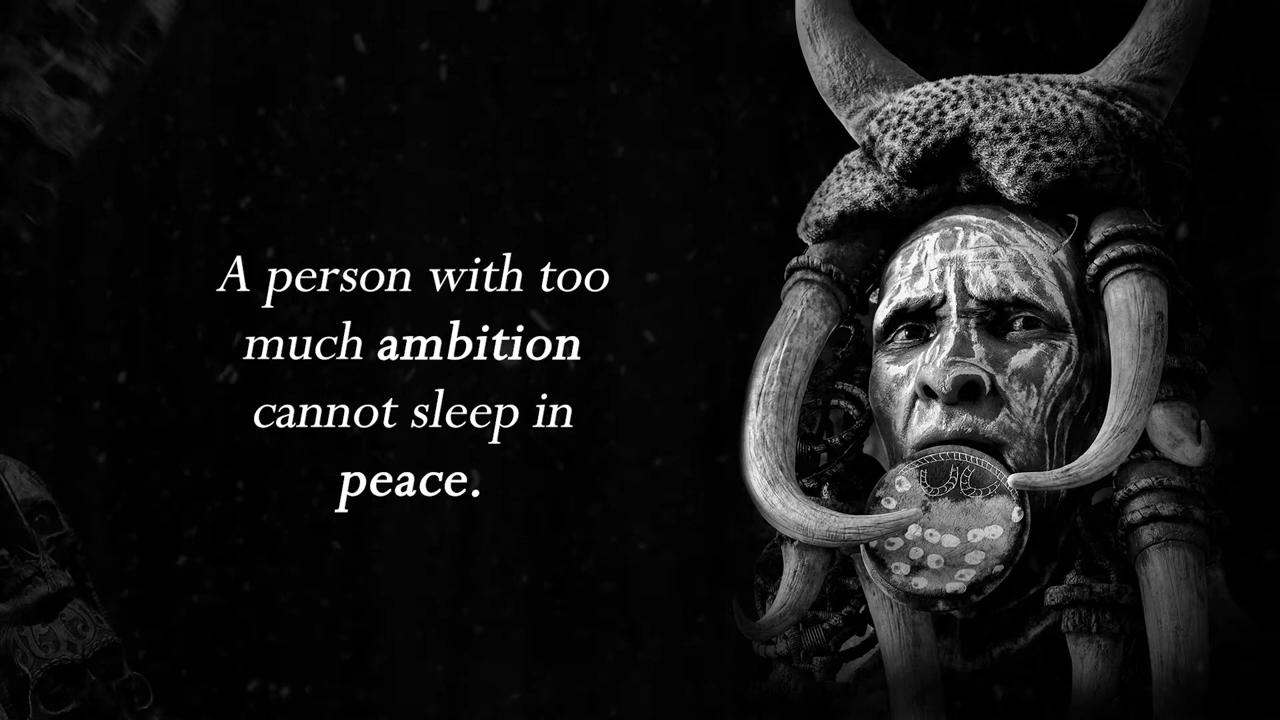 A person with too
much ambition
cannot sleep in
peace.